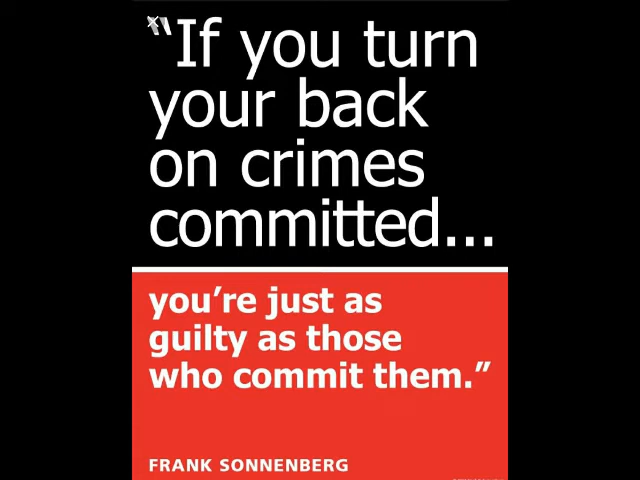 “If you turn
your back
on crimes
committed...
you’re just as
guilty as those
who commit them.”
FRANK SONNENBERG